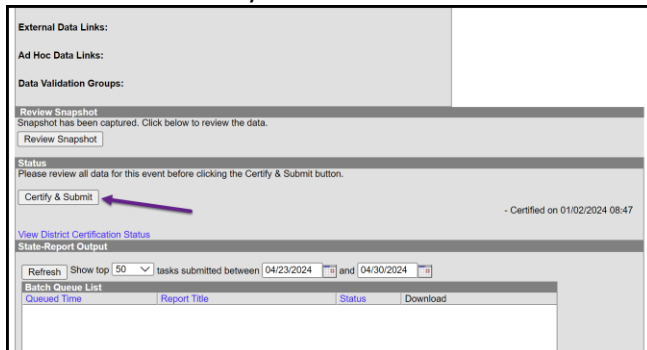 External Data Links:
Ad Hoc Data Links:
Data Validation Groups:
Review Snapshot
Snapshot has been captured. Click below to review the data.
Review Snapshot
Status
Please review all data for this event before clicking the Certify & Submit button.
Certify & Submit
- Certified on 01/02/2024 08:47
View District Certification Status
State-Report Output
Refresh Show top 50 tasks submitted between 04/23/2024 and 04/30/2024
Batch Queue List
Queued Time Report Title Status Download